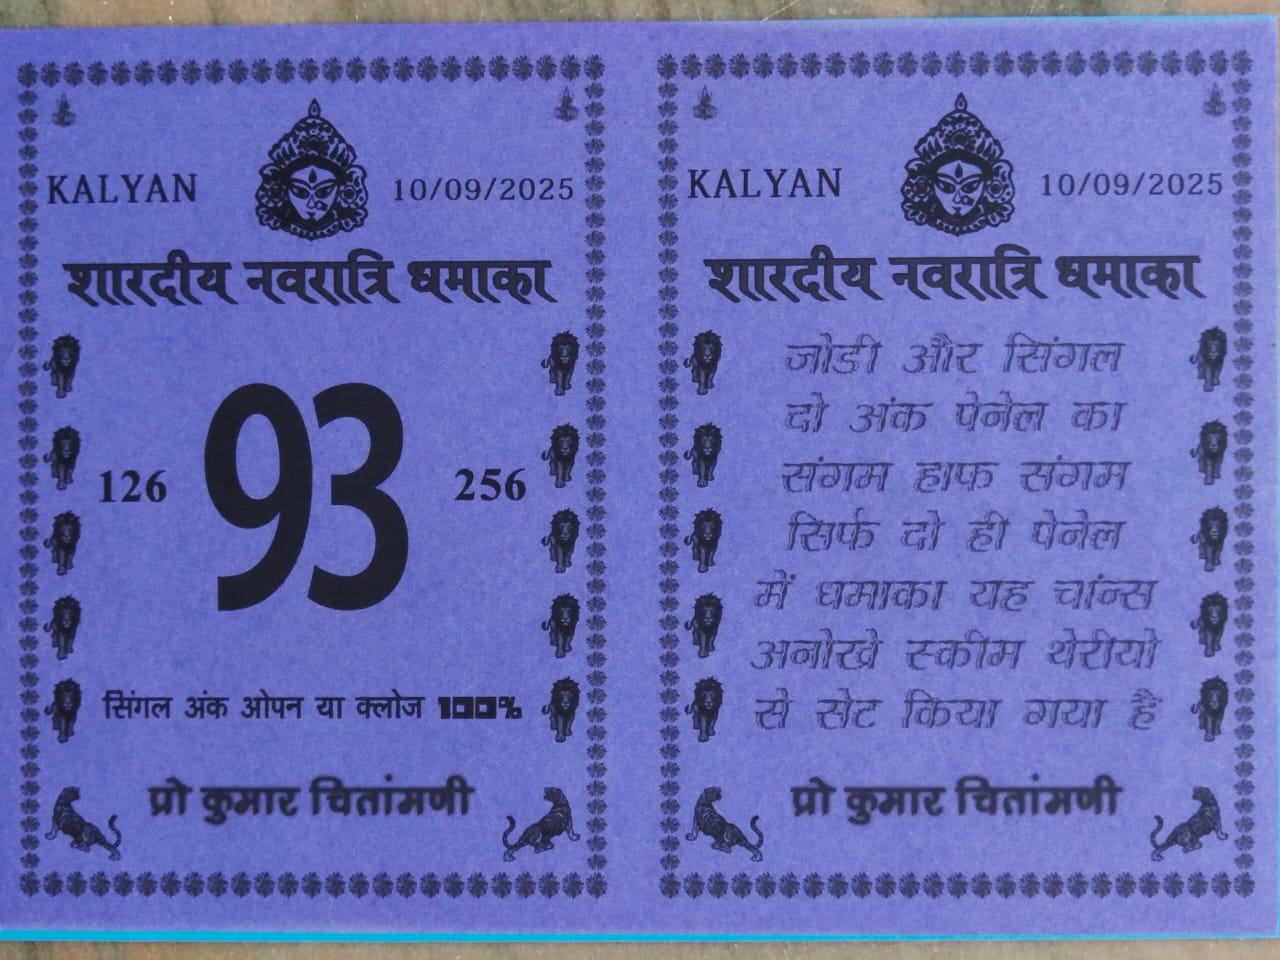 KALYAN 10/09/2025
शारदीय नवरात्रि धमाका
126 93 256
सिंगल अंक ओपन या क्लोज 100%
प्रो कुमार चितांमणी
KALYAN 10/09/2025
शारदीय नवरात्रि धमाका
जोडी और सिंगल
दो अंक पेनेल का
संगम हाफ संगम
सिर्फ दो ही पेनेल
में धमाका यह चांन्स
अनोखे स्कीम थेरीयो
से सेट किया गया है
प्रो कुमार चितांमणी